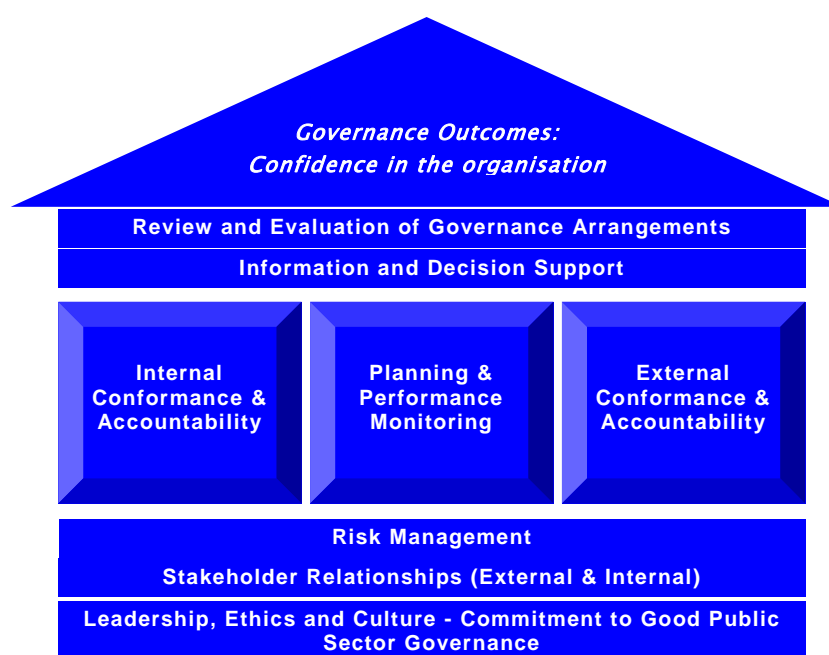 Governance Outcomes:
Confidence in the organisation
Review and Evaluation of Governance Arrangements
Information and Decision Support
Internal
Conformance &
Accountability
Planning &
Performance
Monitoring
External
Conformance &
Accountability
Risk Management
Stakeholder Relationships (External & Internal)
Leadership, Ethics and Culture - Commitment to Good Public
Sector Governance